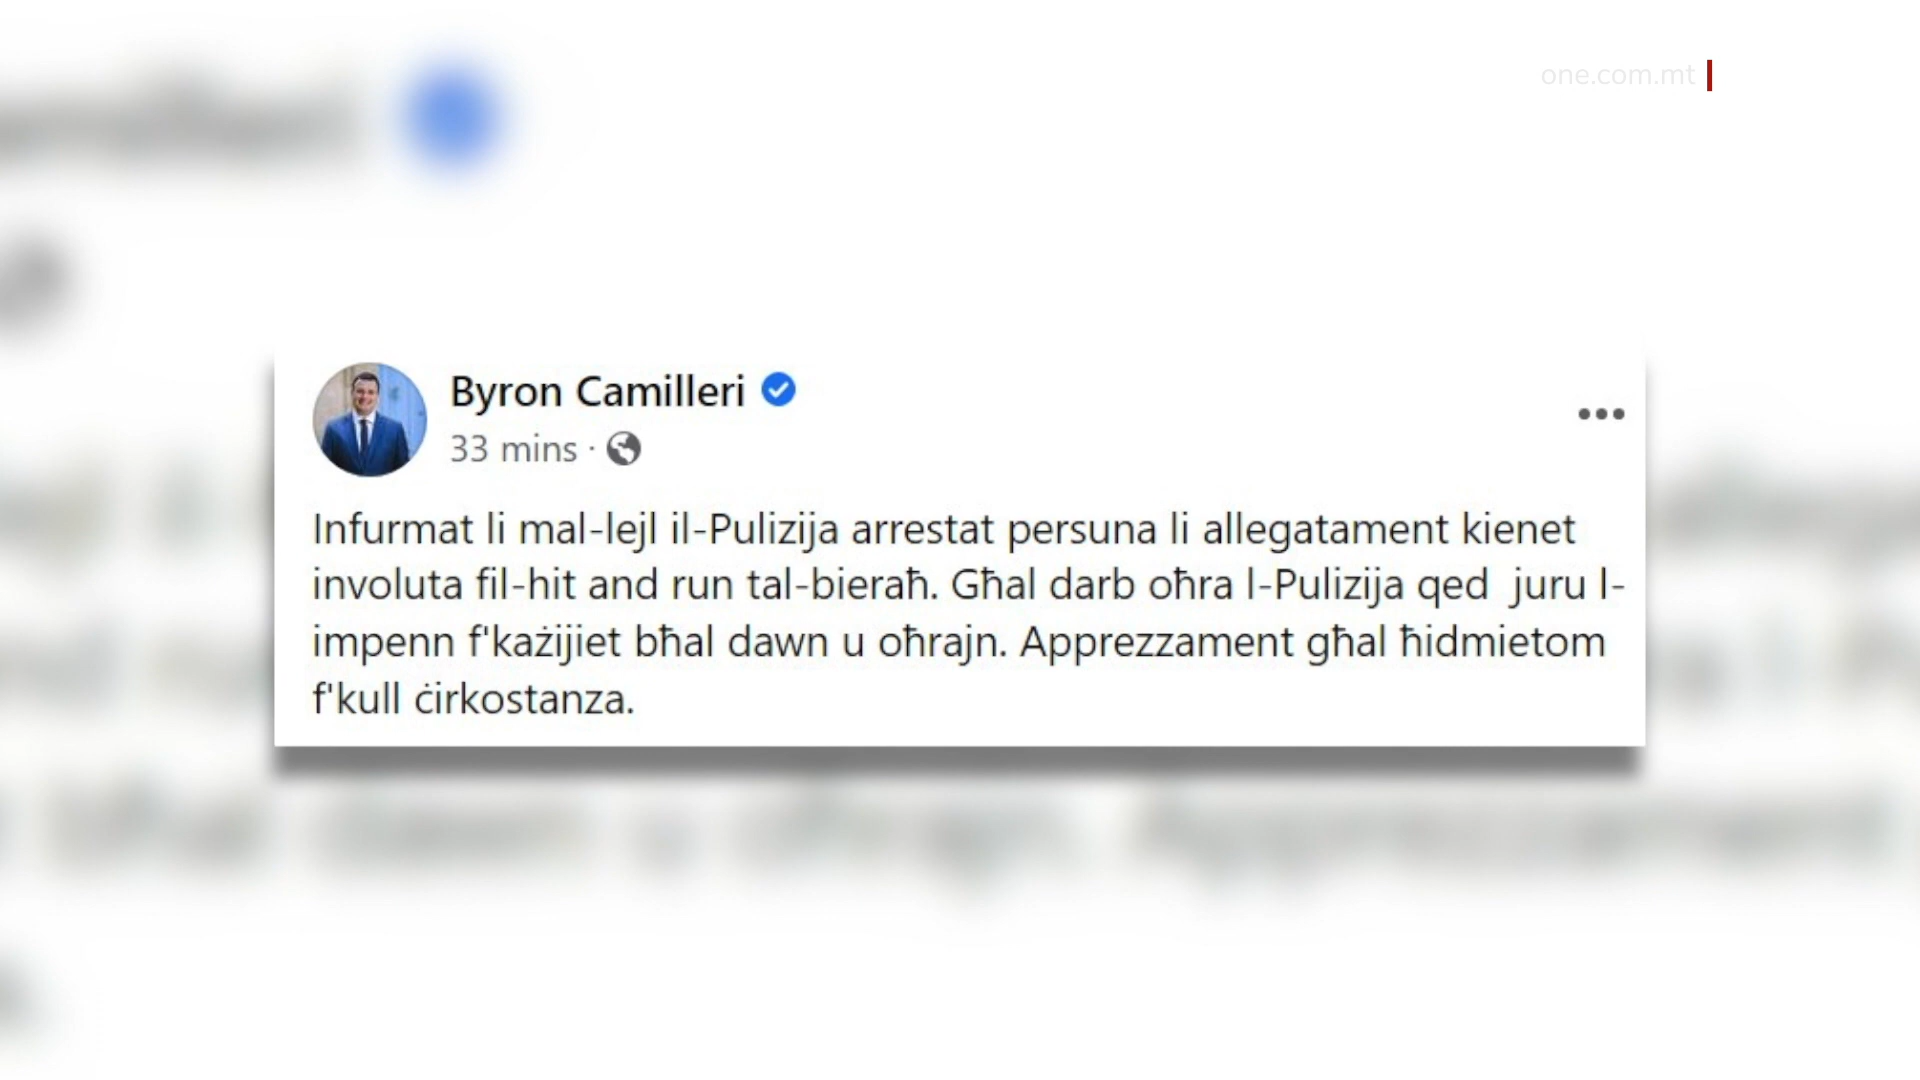 one.com.mt
Byron Camilleri
33 mins ·
Infurmat li mal-lejl il-Pulizija arrestat persuna li allegatament kienet
involuta fil-hit and run tal-bieraħ. Għal darb oħra l-Pulizija qed  juru l-
impenn f'każijiet bħal dawn u oħrajn. Apprezzament għal ħidmietom
f'kull ċirkostanza.